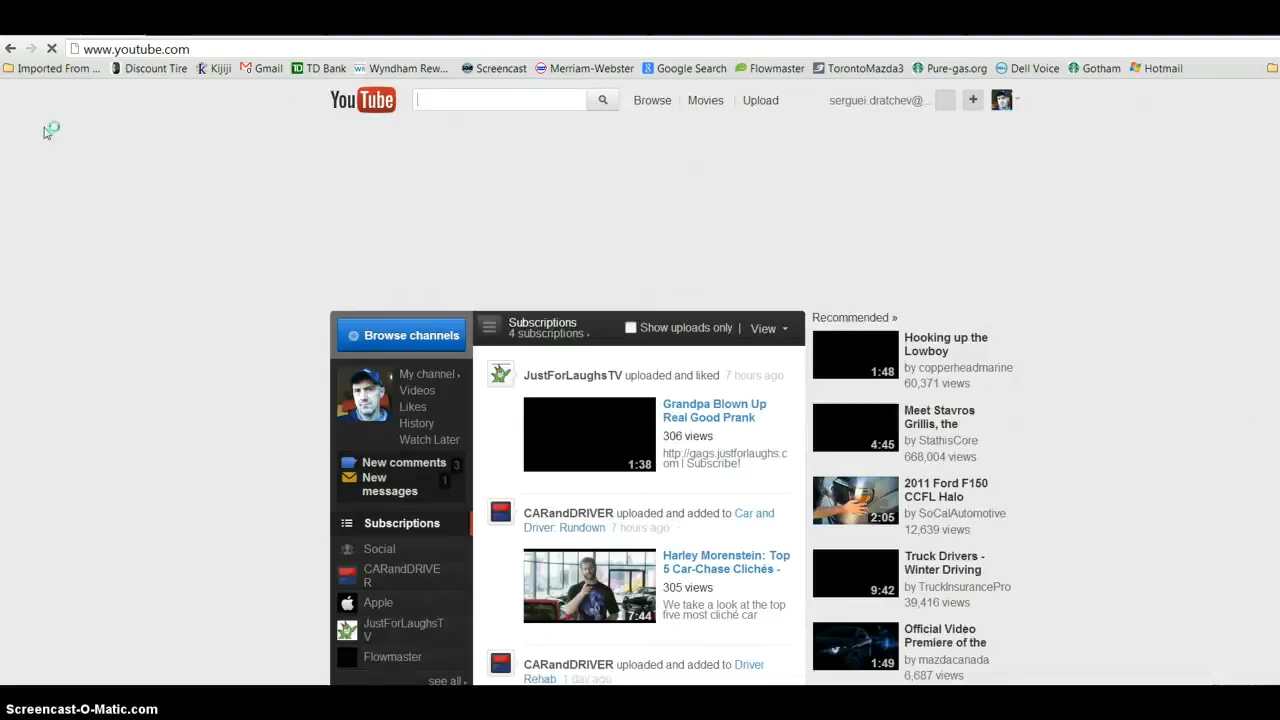 www.youtube.com
Imported From ... Discount Tire Kijiji Gmail TD Bank Wyndham Rew... Screencast Merriam-Webster Google Search Flowmaster TorontoMazda3 Pure-gas.org Dell Voice Gotham Hotmail
YouTube Browse Movies Upload serguei.dratchev@... +
Browse channels
My channel ›
Videos
Likes
History
Watch Later
New comments 3
New
messages 1
Subscriptions
Social
CARandDRIVE
R
Apple
JustForLaughsT
V
Flowmaster
see all ›
Subscriptions
4 subscriptions ›
Show uploads only | View
JustForLaughsTV uploaded and liked 7 hours ago
1:38
Grandpa Blown Up
Real Good Prank
306 views
http://gags.justforlaughs.c
om | Subscribe!
CARandDRIVER uploaded and added to Car and
Driver: Rundown 7 hours ago
7:44
Harley Morenstein: Top
5 Car-Chase Clichés -
305 views
We take a look at the top
five most cliché car
CARandDRIVER uploaded and added to Driver
Rehab 1 day ago
Recommended »
1:48
Hooking up the
Lowboy
by copperheadmarine
60,371 views
4:45
Meet Stavros
Grillis, the
by StathisCore
668,004 views
2:05
2011 Ford F150
CCFL Halo
by SoCalAutomotive
12,639 views
9:42
Truck Drivers -
Winter Driving
by TruckInsurancePro
39,416 views
1:49
Official Video
Premiere of the
by mazdacanada
6,687 views
Screencast-O-Matic.com